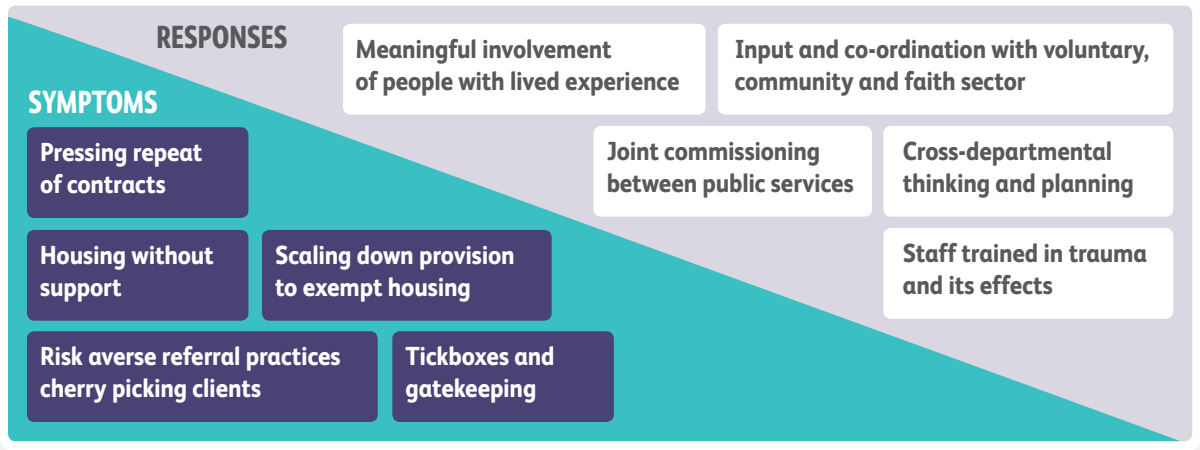 RESPONSES
Meaningful involvement
of people with lived experience
Input and co-ordination with voluntary,
community and faith sector
Joint commissioning
between public services
Cross-departmental
thinking and planning
Staff trained in trauma
and its effects
SYMPTOMS
Pressing repeat
of contracts
Housing without
support
Scaling down provision
to exempt housing
Risk averse referral practices
cherry picking clients
Tickboxes and
gatekeeping